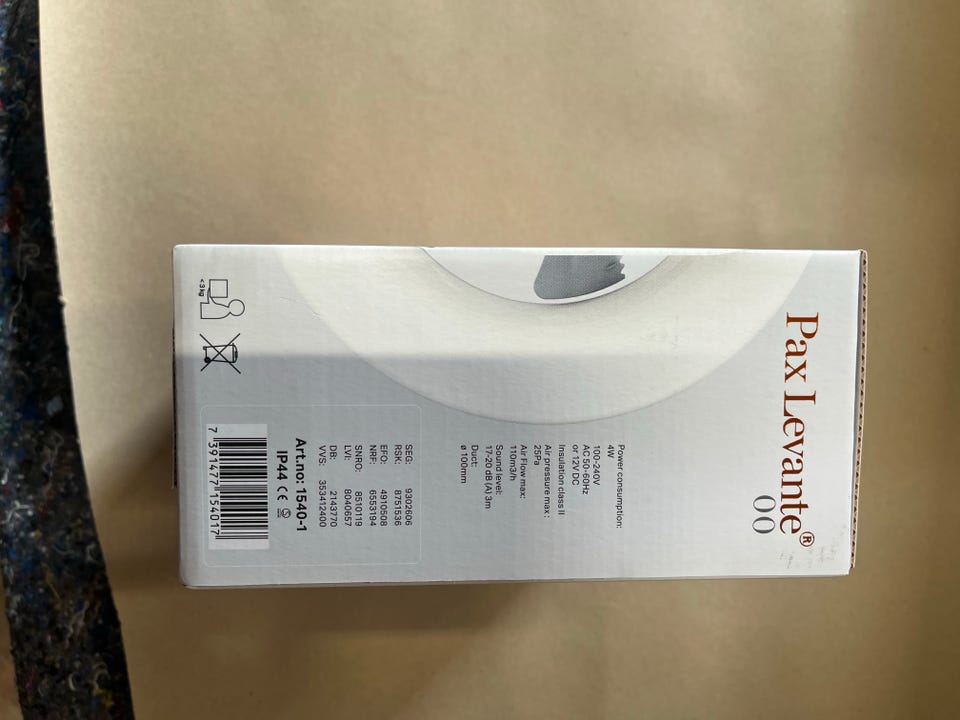 Pax Levante®
00
Power consumption:
4W
100-240V
AC 50-60Hz
or 12V DC
Insulation class II
Air pressure max:
25Pa
Air Flow max:
110m3/h
Sound level:
17-20 dB (A) 3m
Duct:
ø 100mm
SEG: 9302606
RSK: 8751536
EFO: 4910508
NRF: 6553194
SNRO: 8510119
LVI: 8040657
DB: 2143770
VVS: 353412400
Art.no: 1540-1
IP44 CE
7 391477 154017
< 3 kg